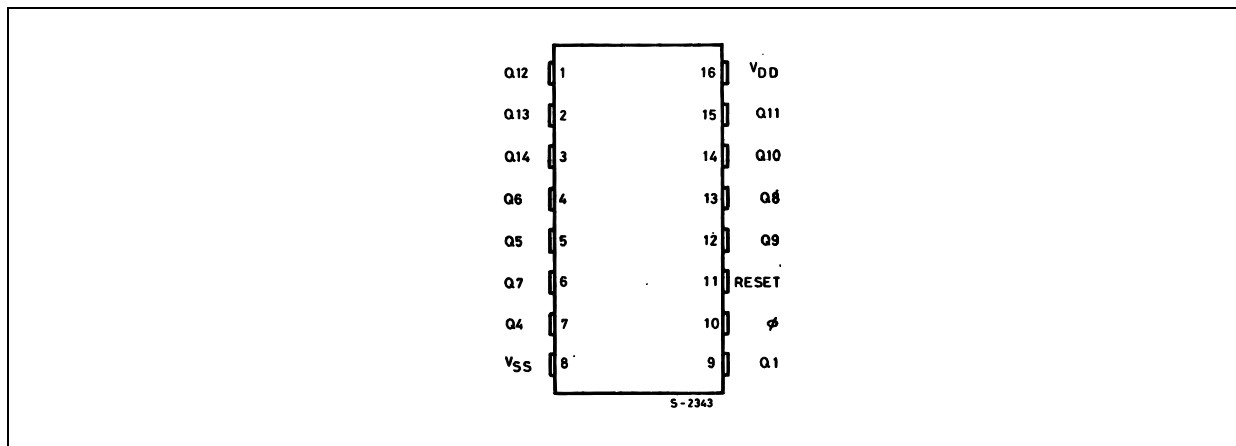 Q12 1 16 VDD
Q13 2 15 Q11
Q14 3 14 Q10
Q6 4 13 Q8
Q5 5 12 Q9
Q7 6 11 RESET
Q4 7 10 ϕ
VSS 8 9 Q1
S-2343